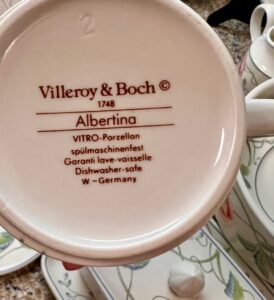 2
Villeroy & Boch ©
1748
Albertina
VITRO-Porzellan
spülmaschinenfest
Garanti lave-vaisselle
Dishwasher-safe
W-Germany